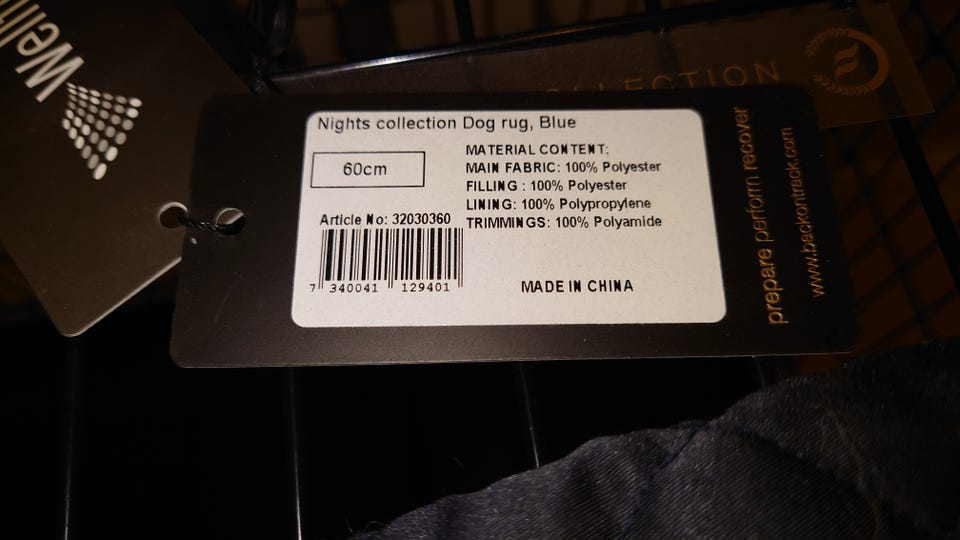 COLLECTION
Nights collection Dog rug, Blue
60cm
MATERIAL CONTENT:
MAIN FABRIC: 100% Polyester
FILLING : 100% Polyester
LINING: 100% Polypropylene
TRIMMINGS: 100% Polyamide
Article No: 32030360
7 340041 129401
MADE IN CHINA
prepare perform recover
www.backontrack.com